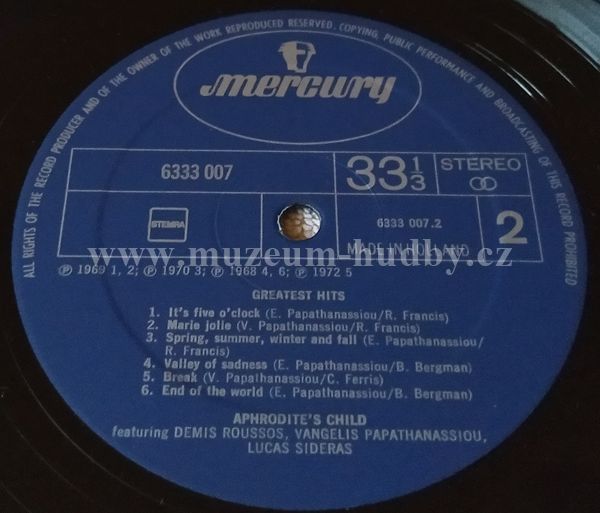 ALL RIGHTS OF THE RECORD PRODUCER AND OF THE OWNER OF THE WORK REPRODUCED RESERVED. COPYING, PUBLIC PERFORMANCE AND BROADCASTING OF THIS RECORD PROHIBITED
mercury
6333 007
33 1/3
STEREO
STEMRA
6333 007.2
MADE IN HOLLAND
2
www.muzeum-hudby.cz
Ⓟ 1969 1, 2; Ⓟ 1970 3; Ⓟ 1968 4, 6; Ⓟ 1972 5
GREATEST HITS
1. It's five o'clock (E. Papathanassiou/R. Francis)
2. Marie jolie (V. Papathanassiou/R. Francis)
3. Spring, summer, winter and fall (E. Papathanassiou/
R. Francis)
4. Valley of sadness (E. Papathanassiou/B. Bergman)
5. Break (V. Papalhanassiou/C. Ferris)
6. End of the world (E. Papathanassiou/B. Bergman)
APHRODITE'S CHILD
featuring DEMIS ROUSSOS, VANGELIS PAPATHANASSIOU,
LUCAS SIDERAS